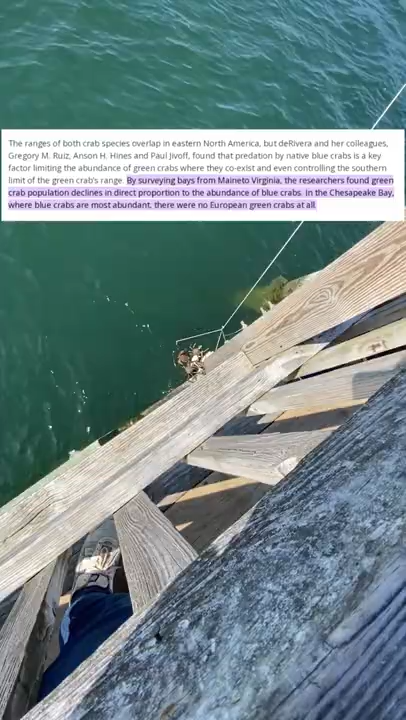 The ranges of both crab species overlap in eastern North America, but deRivera and her colleagues,
Gregory M. Ruiz, Anson H. Hines and Paul Jivoff, found that predation by native blue crabs is a key
factor limiting the abundance of green crabs where they co-exist and even controlling the southern
limit of the green crab's range. By surveying bays from Maineto Virginia, the researchers found green
crab population declines in direct proportion to the abundance of blue crabs. In the Chesapeake Bay,
where blue crabs are most abundant, there were no European green crabs at all.